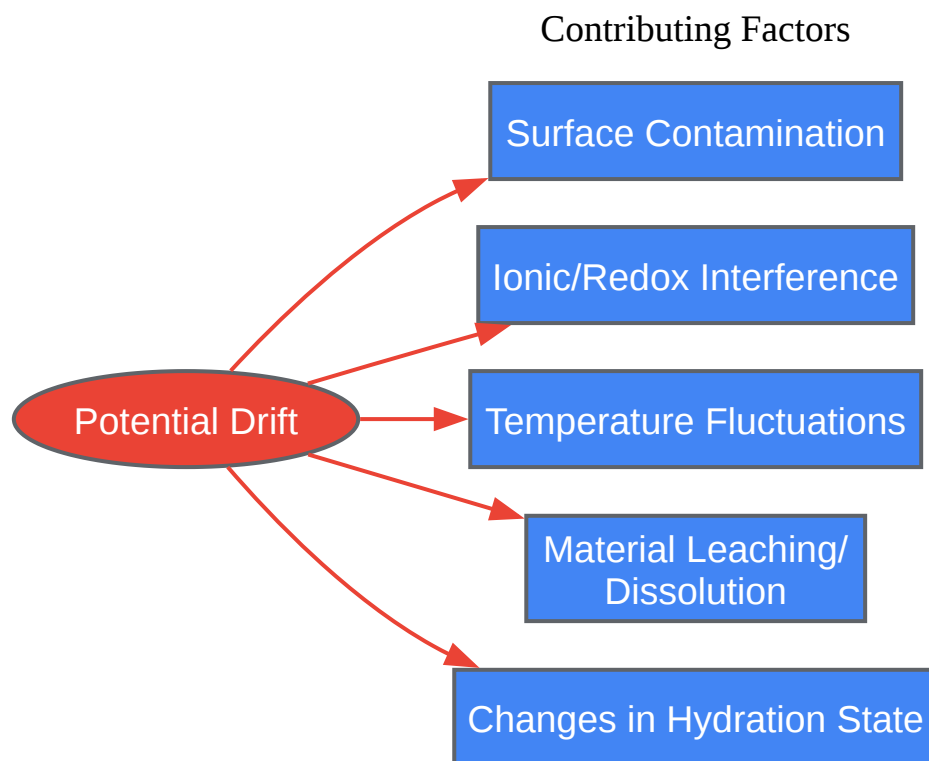 Contributing Factors
Surface Contamination
Ionic/Redox Interference
Potential Drift
Temperature Fluctuations
Material Leaching/
Dissolution
Changes in Hydration State